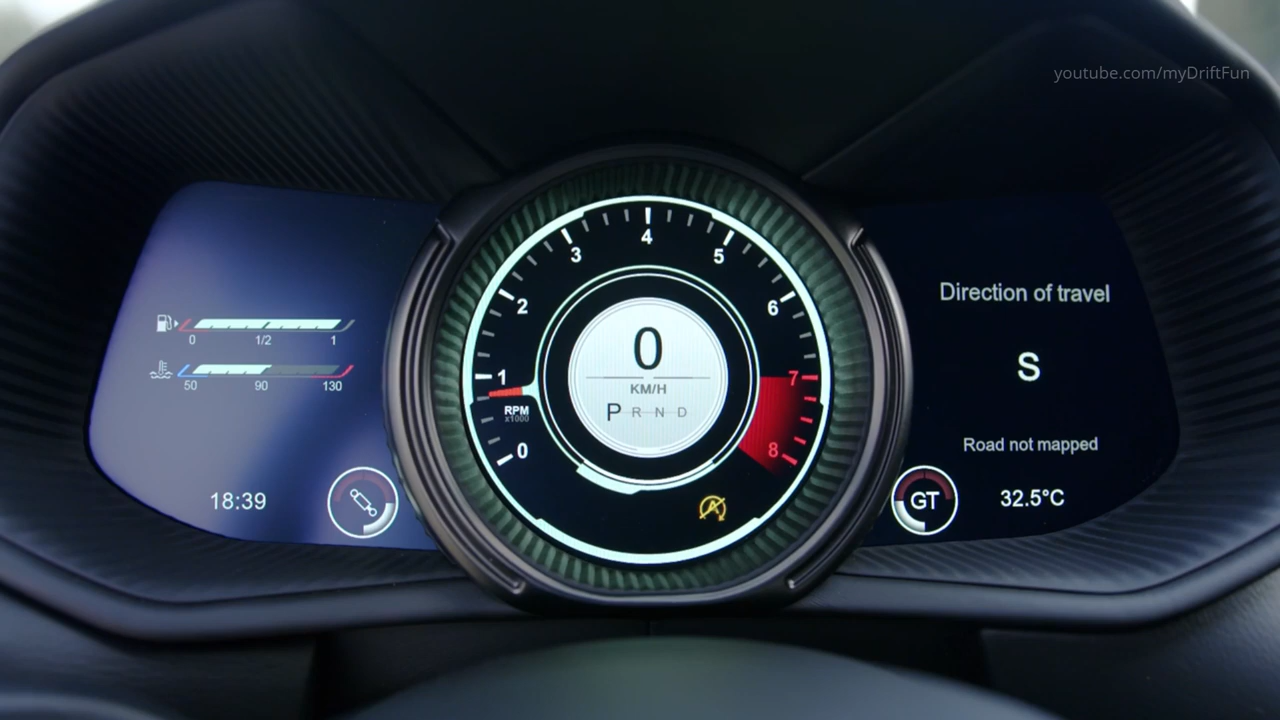 youtube.com/myDriftFun
0 1/2 1
50 90 130
18:39
4
3 5
2 6
1 7
RPM
x1000
0 8
0
KM/H
P R N D
Direction of travel
S
Road not mapped
GT
32.5°C